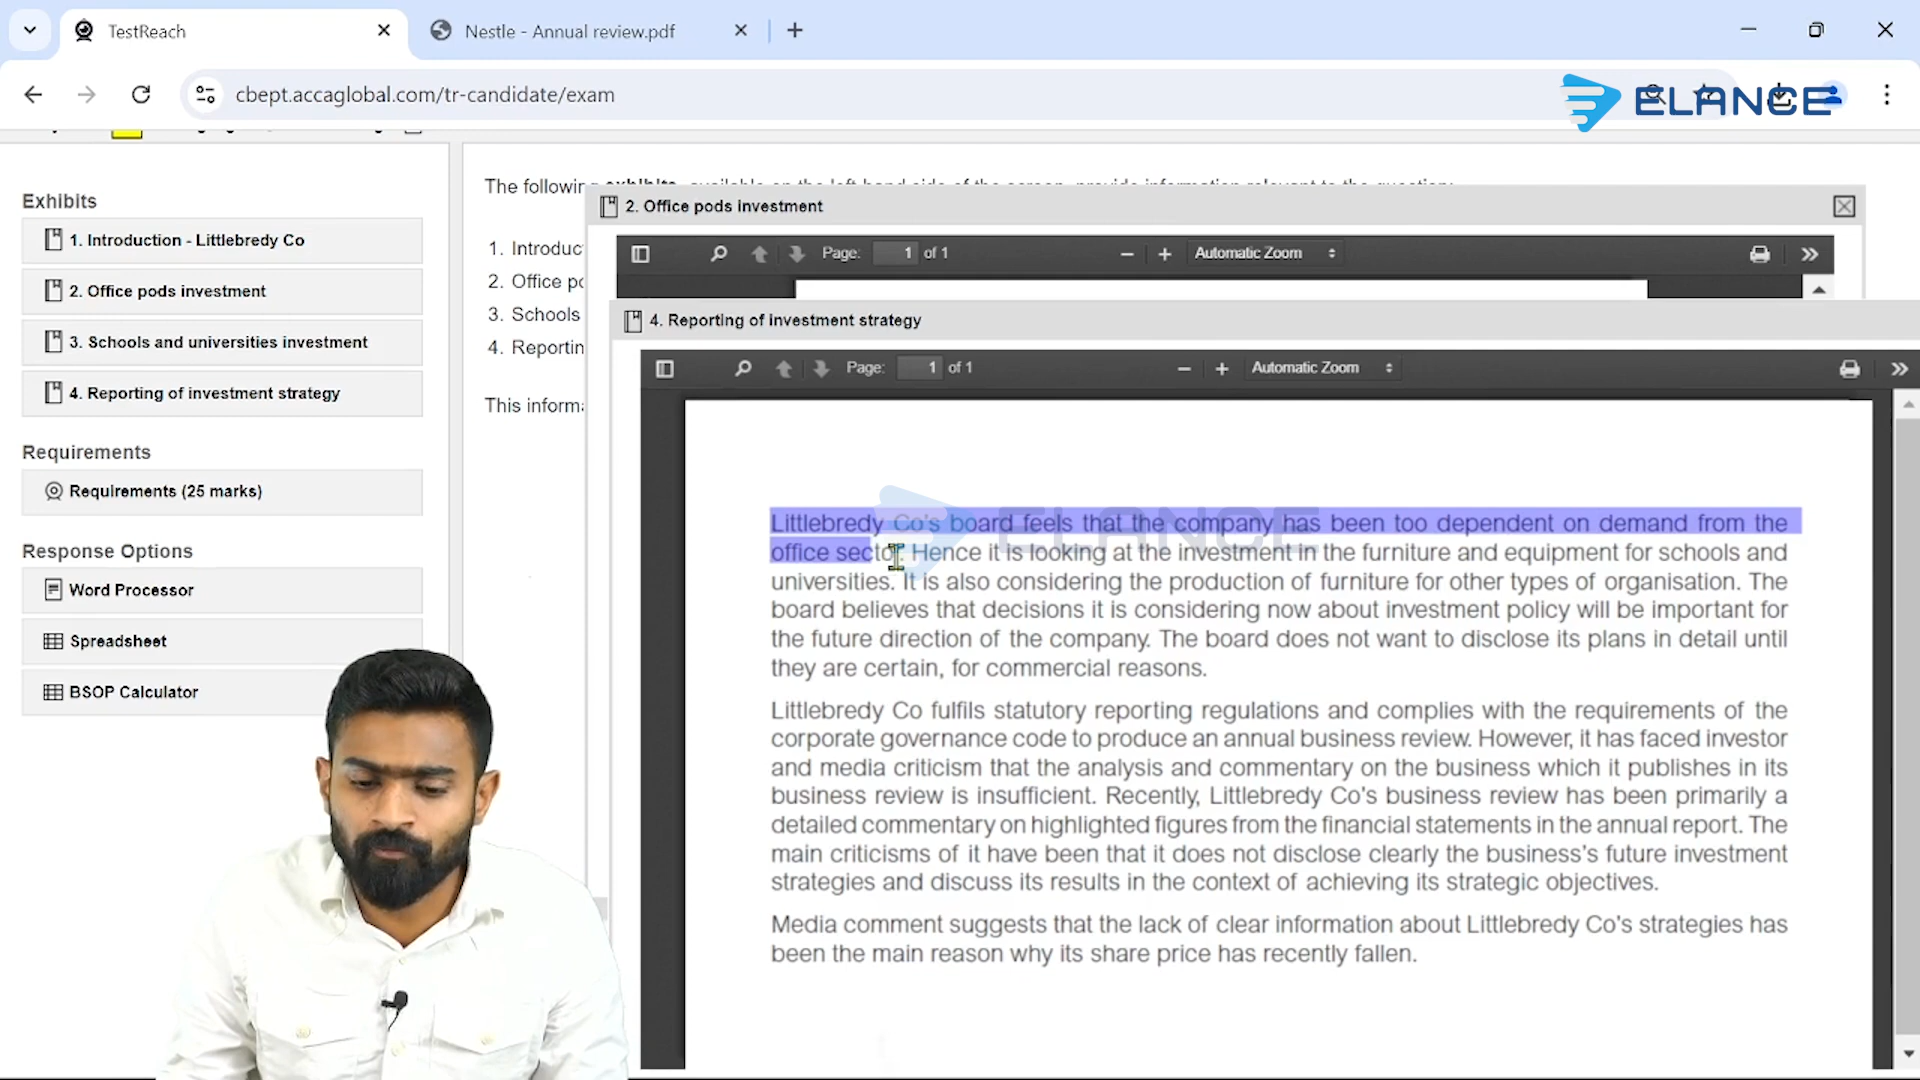 TestReach
Nestle - Annual review.pdf
cbept.accaglobal.com/tr-candidate/exam
ELANCE
Exhibits
1. Introduction - Littlebredy Co
2. Office pods investment
3. Schools and universities investment
4. Reporting of investment strategy
Requirements
Requirements (25 marks)
Response Options
Word Processor
Spreadsheet
BSOP Calculator
The following
1. Introduc
2. Office po
3. Schools
4. Reportin
This informa
2. Office pods investment
Page: 1 of 1
Automatic Zoom
4. Reporting of investment strategy
Page: 1 of 1
Automatic Zoom
ELANCE
Littlebredy Co's board feels that the company has been too dependent on demand from the
office sector. Hence it is looking at the investment in the furniture and equipment for schools and
universities. It is also considering the production of furniture for other types of organisation. The
board believes that decisions it is considering now about investment policy will be important for
the future direction of the company. The board does not want to disclose its plans in detail until
they are certain, for commercial reasons.
Littlebredy Co fulfils statutory reporting regulations and complies with the requirements of the
corporate governance code to produce an annual business review. However, it has faced investor
and media criticism that the analysis and commentary on the business which it publishes in its
business review is insufficient. Recently, Littlebredy Co's business review has been primarily a
detailed commentary on highlighted figures from the financial statements in the annual report. The
main criticisms of it have been that it does not disclose clearly the business's future investment
strategies and discuss its results in the context of achieving its strategic objectives.
Media comment suggests that the lack of clear information about Littlebredy Co's strategies has
been the main reason why its share price has recently fallen.